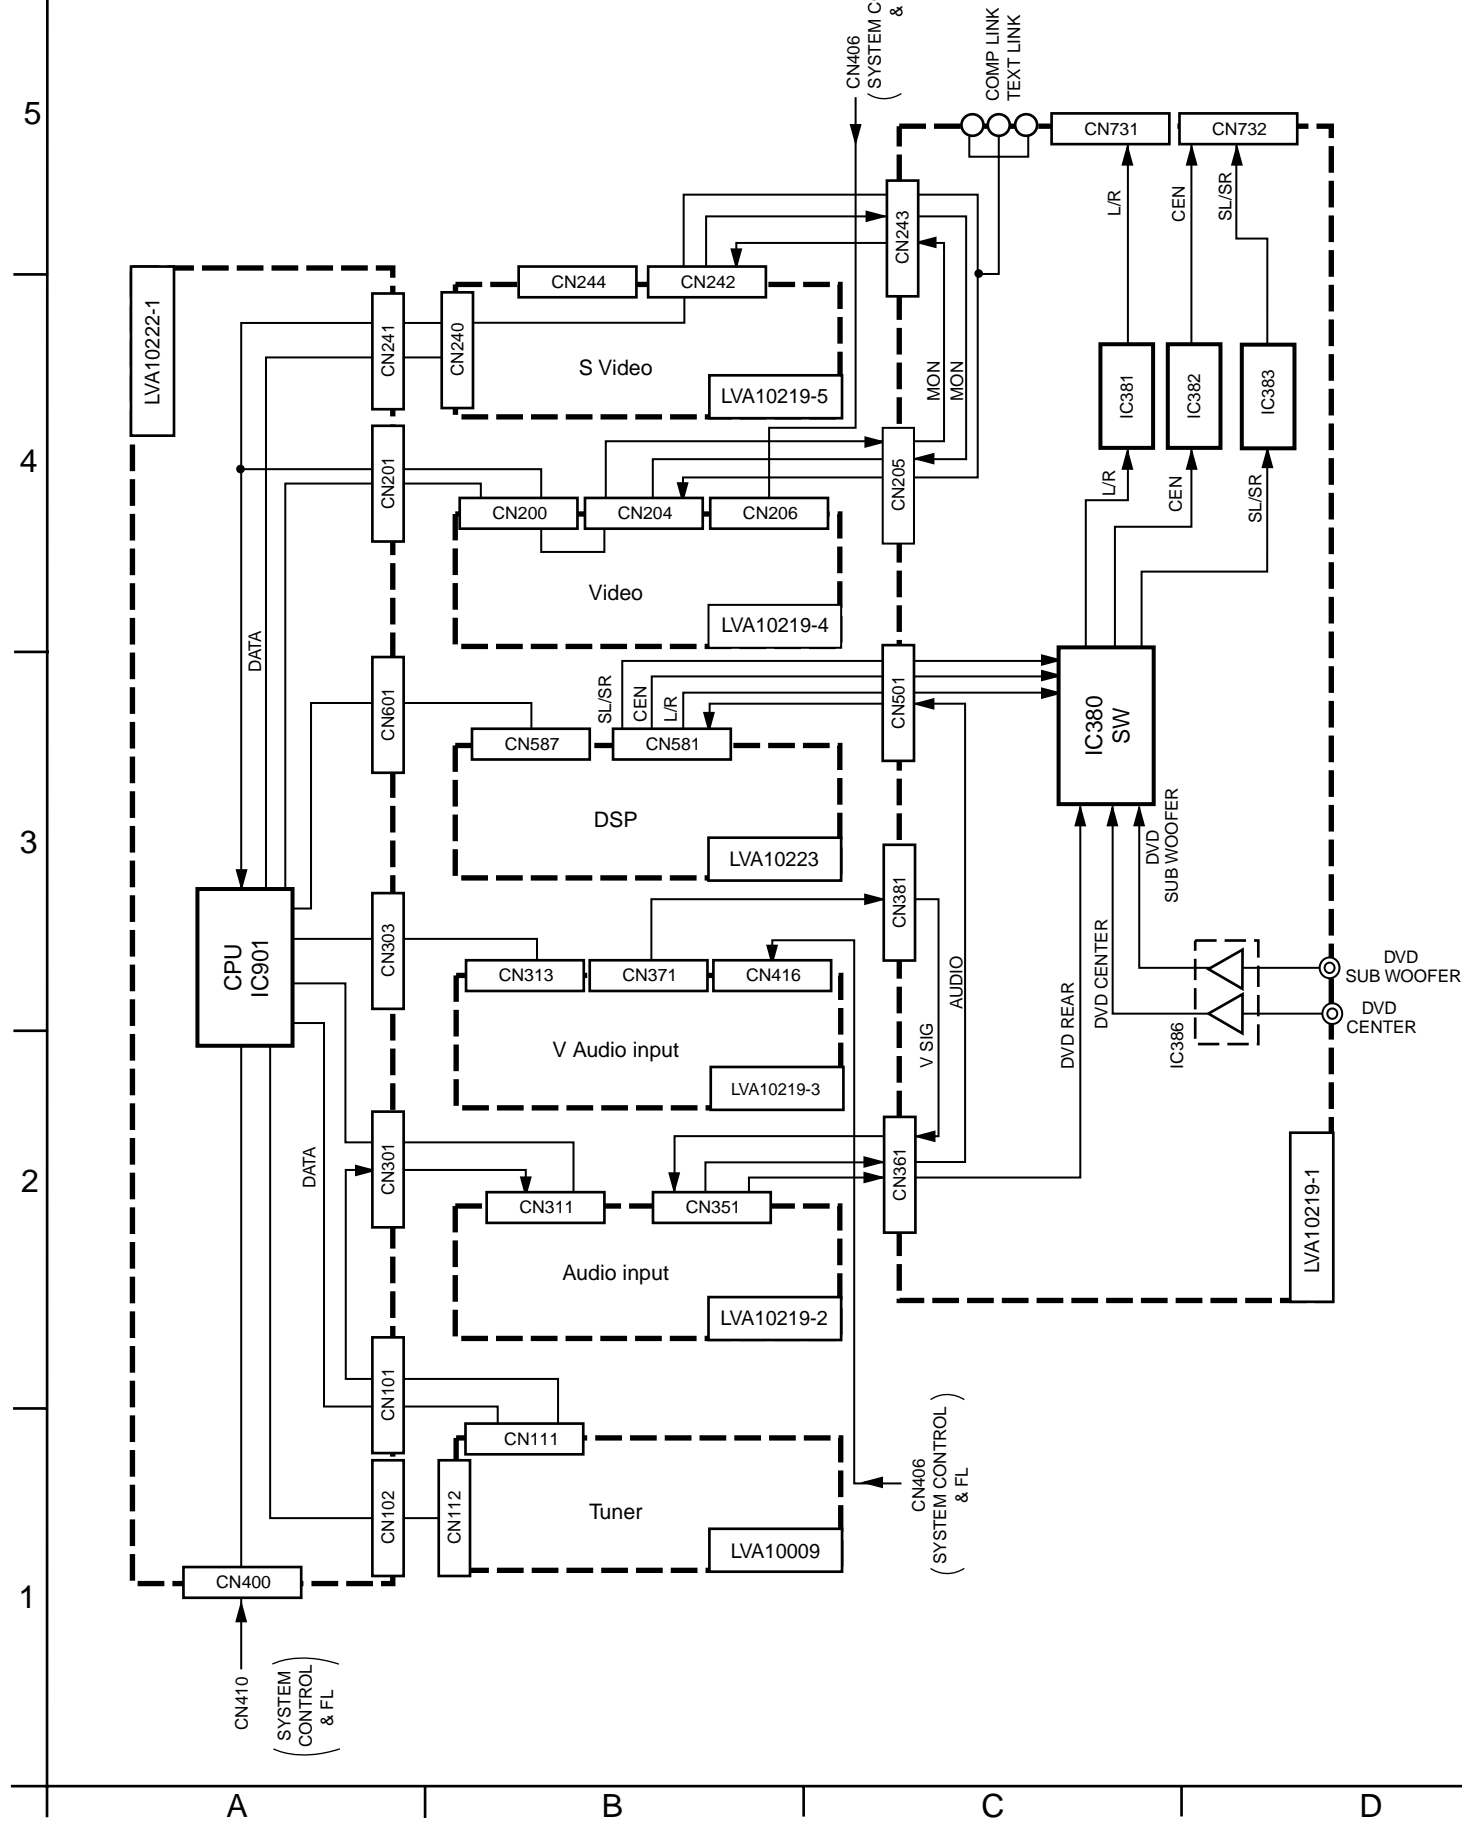 CN406
(SYSTEM C
&
COMP LINK
TEXT LINK
5
CN731
CN732
L/R
CEN
SL/SR
CN243
LVA10222-1
CN241
CN240
CN244
CN242
S Video
LVA10219-5
MON
MON
IC381
IC382
IC383
4
CN201
CN200
CN204
CN206
CN205
L/R
CEN
SL/SR
Video
LVA10219-4
DATA
CN601
SL/SR
CEN
L/R
CN501
IC380
SW
CN587
CN581
DSP
LVA10223
3
DVD
SUB WOOFER
CPU
IC901
CN303
CN381
CN313
CN371
CN416
AUDIO
DVD REAR
DVD CENTER
DVD
SUB WOOFER
DVD
CENTER
IC386
V Audio input
LVA10219-3
V SIG
2
DATA
CN301
CN311
CN351
CN361
LVA10219-1
Audio input
LVA10219-2
CN101
CN111
CN406
(SYSTEM CONTROL
& FL)
CN102
CN112
Tuner
LVA10009
CN400
1
CN410
(SYSTEM
CONTROL
& FL)
A
B
C
D